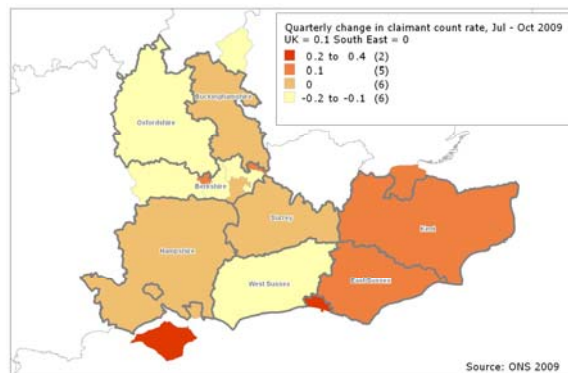 Quarterly change in claimant count rate, Jul - Oct 2009
UK = 0.1 South East = 0
0.2 to 0.4 (2)
0.1 (5)
0 (6)
-0.2 to -0.1 (6)
Buckinghamshire
Oxfordshire
Berkshire
Surrey
Kent
Hampshire
West Sussex
East Sussex
Source: ONS 2009